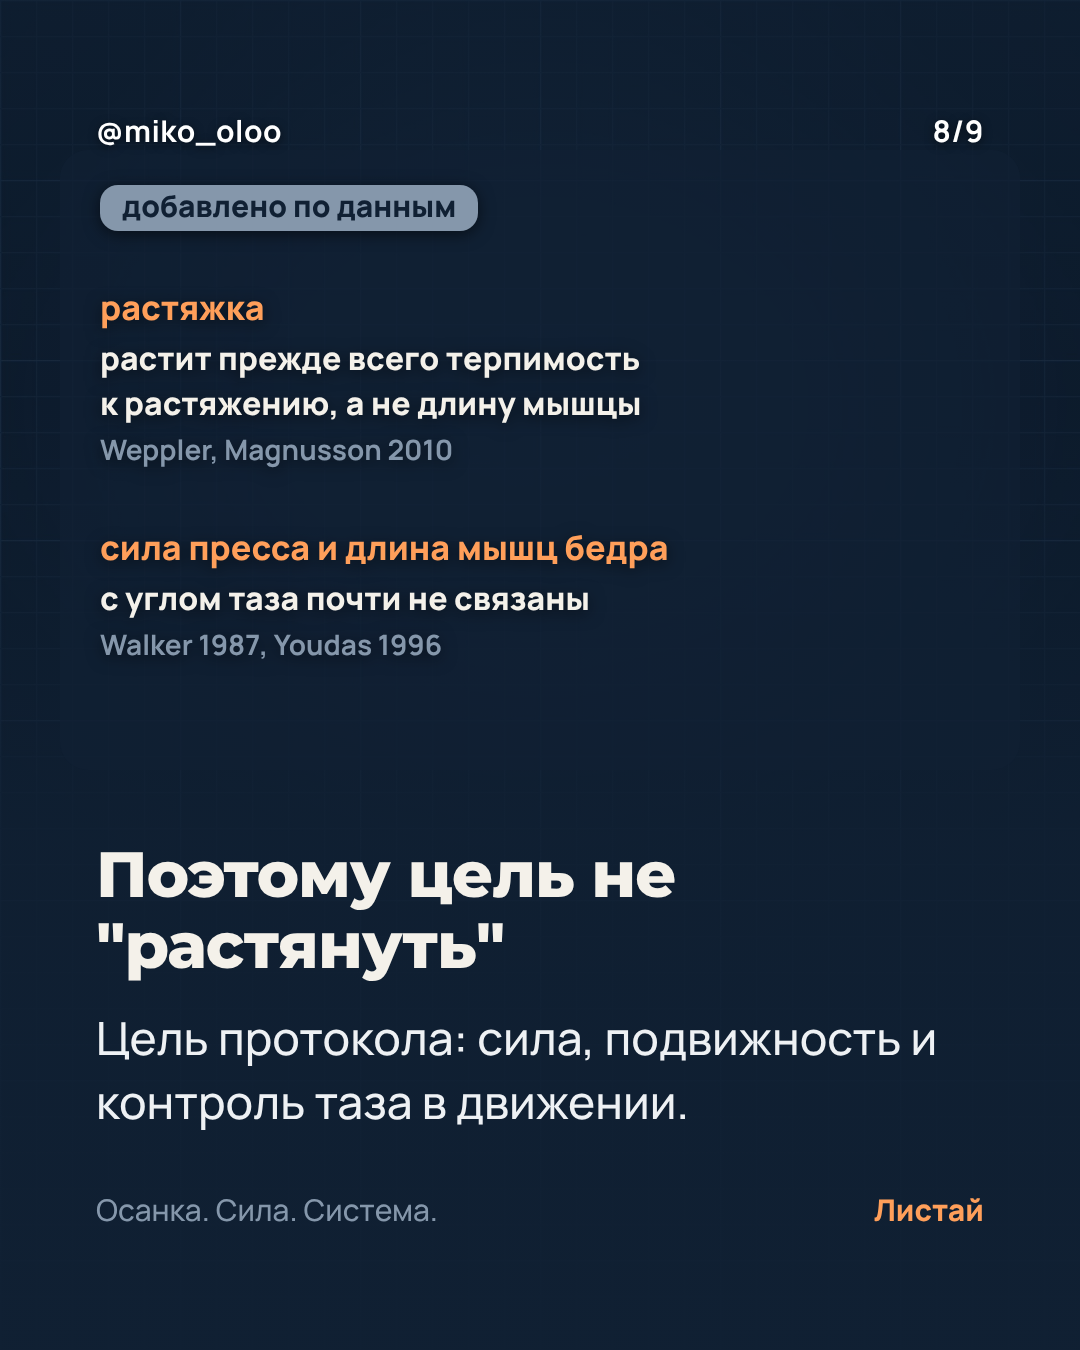 @miko_oloo
8/9
добавлено по данным
растяжка
растит прежде всего терпимость
к растяжению, а не длину мышцы
Weppler, Magnusson 2010
сила пресса и длина мышц бедра
с углом таза почти не связаны
Walker 1987, Youdas 1996
Поэтому цель не
"растянуть"
Цель протокола: сила, подвижность и
контроль таза в движении.
Осанка. Сила. Система.
Листай